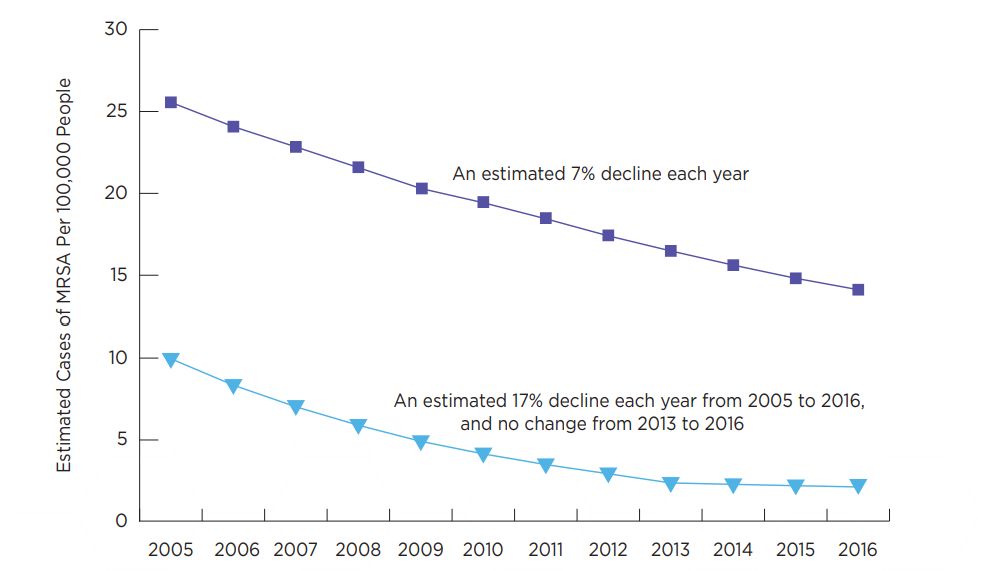 30
25
20
15
10
5
0
Estimated Cases of MRSA Per 100,000 People
An estimated 7% decline each year
An estimated 17% decline each year from 2005 to 2016,
and no change from 2013 to 2016
2005 2006 2007 2008 2009 2010 2011 2012 2013 2014 2015 2016